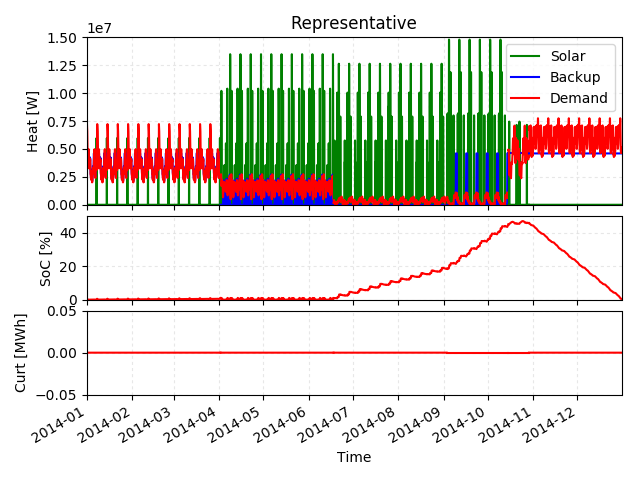 Representative
1e7
1.50
1.25
1.00
0.75
0.50
0.25
0.00
Heat [W]
Solar
Backup
Demand
40
20
0
SoC [%]
0.05
0.00
−0.05
Curt [MWh]
2014-01
2014-02
2014-03
2014-04
2014-05
2014-06
2014-07
2014-08
2014-09
2014-10
2014-11
2014-12
Time